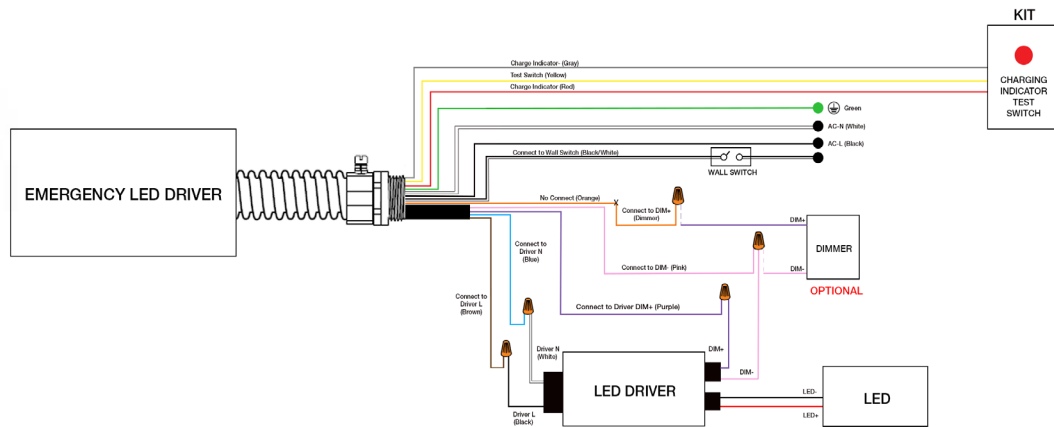 KIT
CHARGING
INDICATOR
TEST
SWITCH
Charge Indicator- (Gray)
Test Switch (Yellow)
Charge Indicator (Red)
Green
AC-N (White)
AC-L (Black)
Connect to Wall Switch (Black/White)
WALL SWITCH
EMERGENCY LED DRIVER
No Connect (Orange)
X
Connect to DIM+
(Dimmer)
DIM+
DIMMER
DIM-
OPTIONAL
Connect to
Driver N
(Blue)
Connect to DIM- (Pink)
Connect to
Driver L
(Brown)
Connect to Driver DIM+ (Purple)
Driver N
(White)
DIM+
DIM-
LED DRIVER
LED-
LED+
LED
Driver L
(Black)